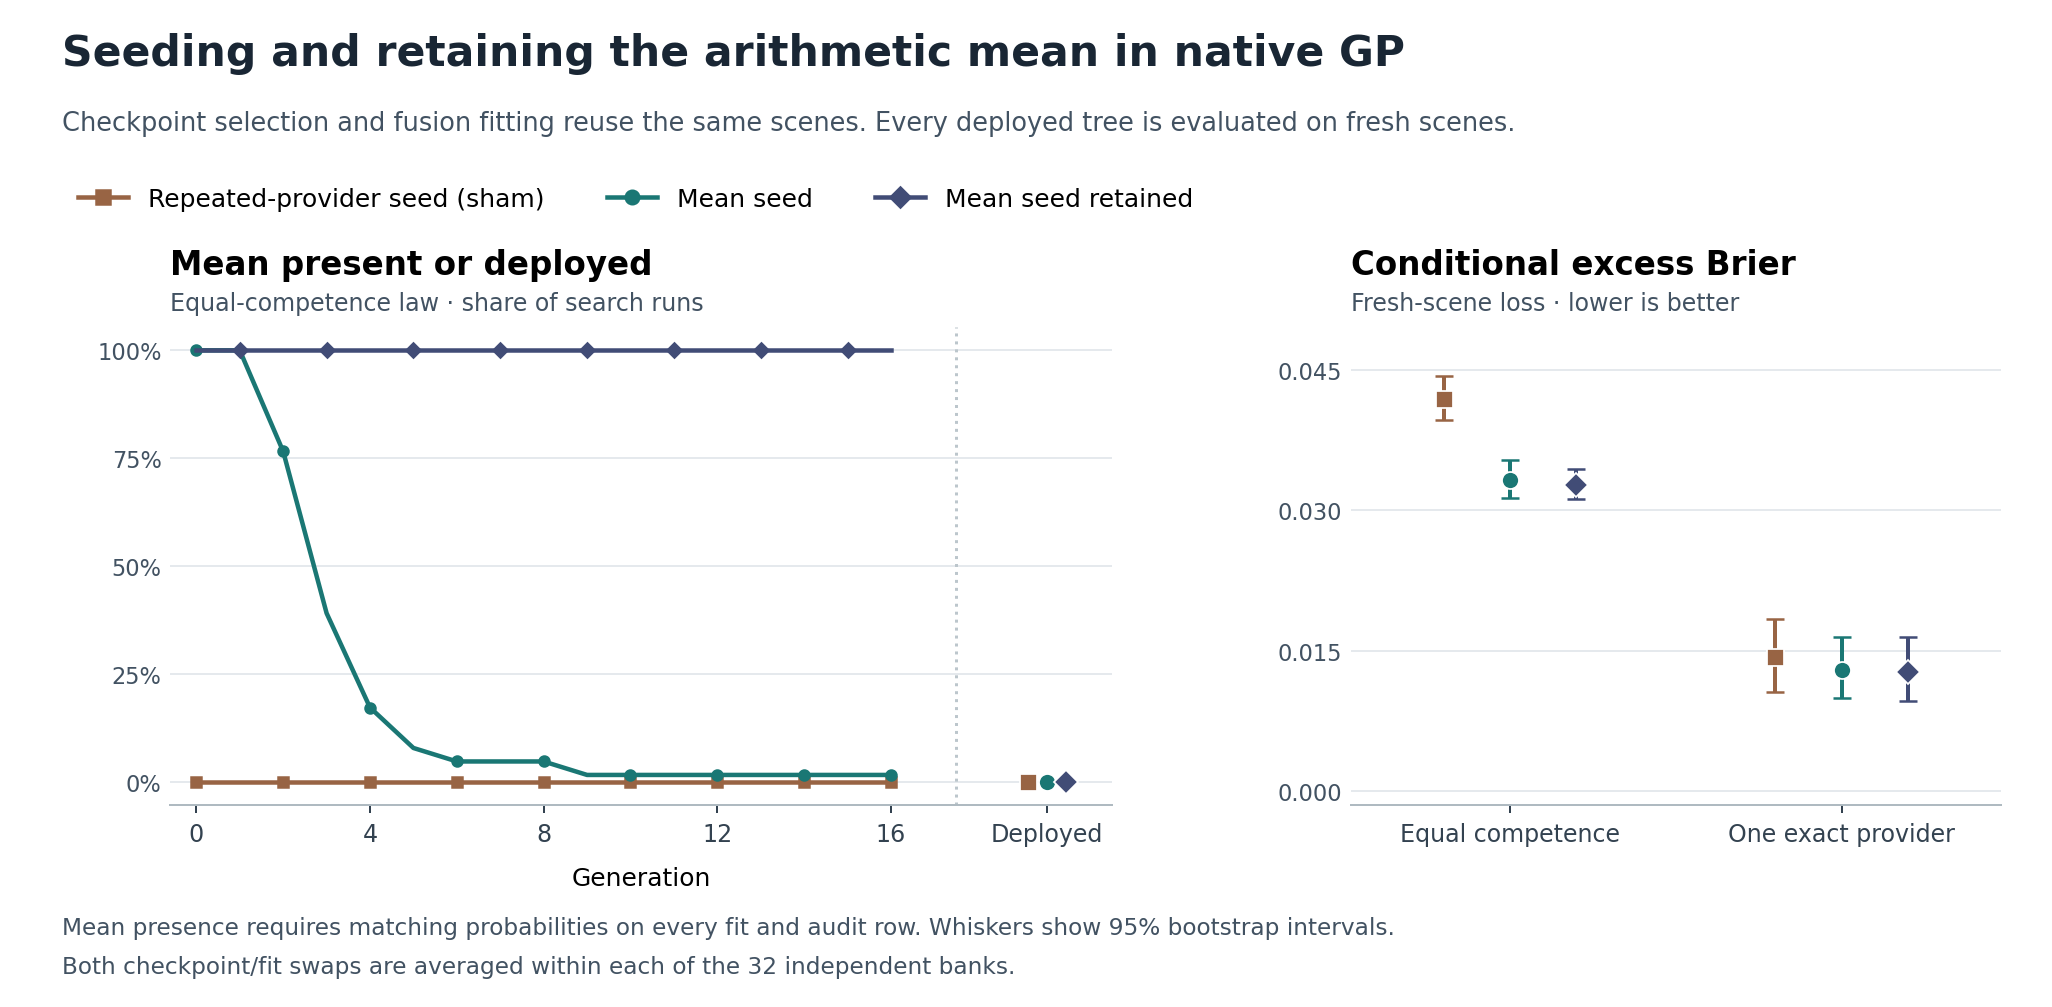 Seeding and retaining the arithmetic mean in native GP
Checkpoint selection and fusion fitting reuse the same scenes. Every deployed tree is evaluated on fresh scenes.
Repeated-provider seed (sham)
Mean seed
Mean seed retained
Mean present or deployed
Equal-competence law · share of search runs
100%
75%
50%
25%
0%
0
4
8
12
16
Deployed
Generation
Conditional excess Brier
Fresh-scene loss · lower is better
0.045
0.030
0.015
0.000
Equal competence
One exact provider
Mean presence requires matching probabilities on every fit and audit row. Whiskers show 95% bootstrap intervals.
Both checkpoint/fit swaps are averaged within each of the 32 independent banks.